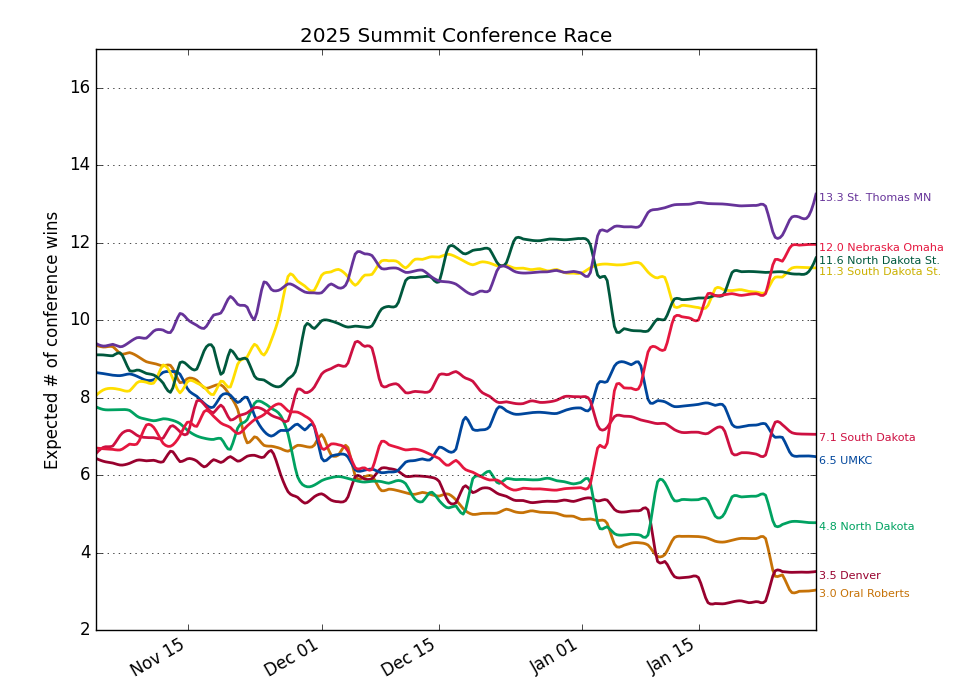 2025 Summit Conference Race
Expected # of conference wins
16
14
12
10
8
6
4
2
Nov 15
Dec 01
Dec 15
Jan 01
Jan 15
13.3 St. Thomas MN
12.0 Nebraska Omaha
11.6 North Dakota St.
11.3 South Dakota St.
7.1 South Dakota
6.5 UMKC
4.8 North Dakota
3.5 Denver
3.0 Oral Roberts